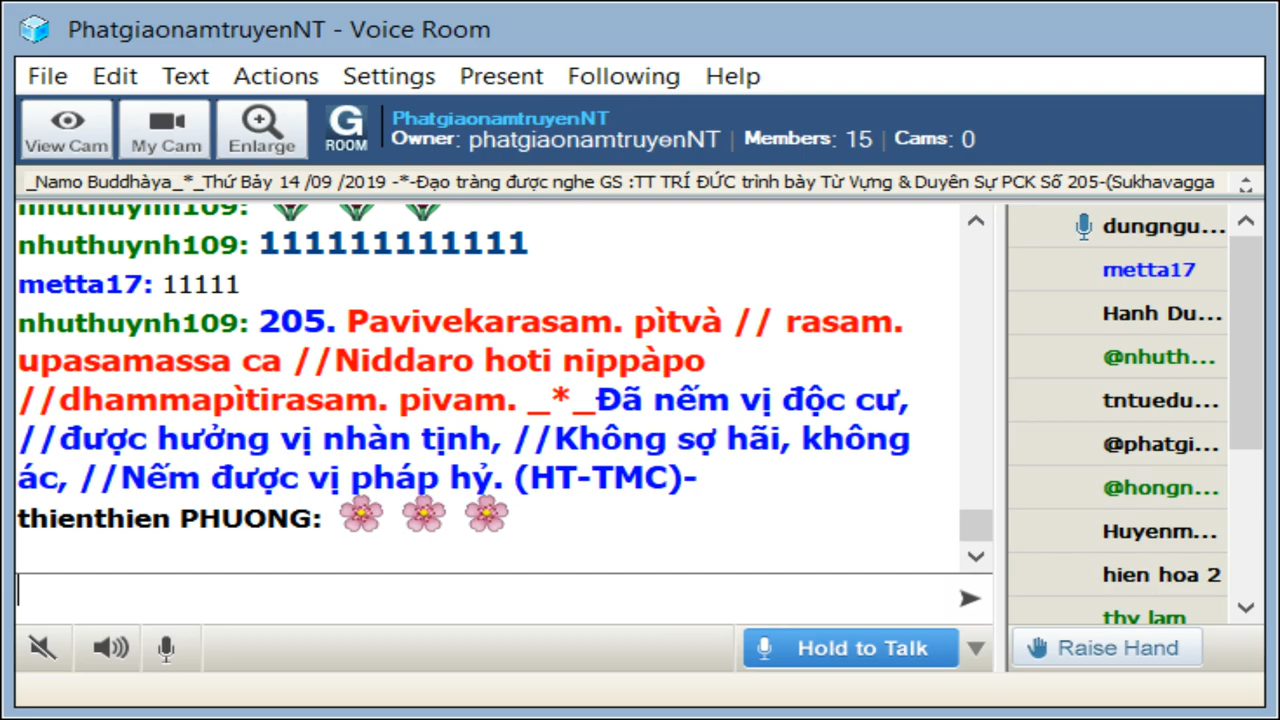 PhatgiaonamtruyenNT - Voice Room
File Edit Text Actions Settings Present Following Help
View Cam My Cam Enlarge G ROOM
PhatgiaonamtruyenNT
Owner: phatgiaonamtruyenNT | Members: 15 | Cams: 0
_Namo Buddhàya_*_Thứ Bảy 14 /09 /2019 -*-Đạo tràng được nghe GS :TT TRÍ ĐỨC trình bày Từ Vựng & Duyên Sự PCK Số 205-(Sukhavagga
nhuthuynh109:
nhuthuynh109: 111111111111
metta17: 11111
nhuthuynh109: 205. Pavivekarasam. pìtvà // rasam.
upasamassa ca //Niddaro hoti nippàpo
//dhammapìtirasam. pivam. _*_Đã nếm vị độc cư,
//được hưởng vị nhàn tịnh, //Không sợ hãi, không
ác, //Nếm được vị pháp hỷ. (HT-TMC)-
thienthien PHUONG:
dungngu...
metta17
Hanh Du...
@nhuth...
tntuedu...
@phatgi...
@hongn...
Huyenm...
hien hoa 2
thy lam
Hold to Talk
Raise Hand